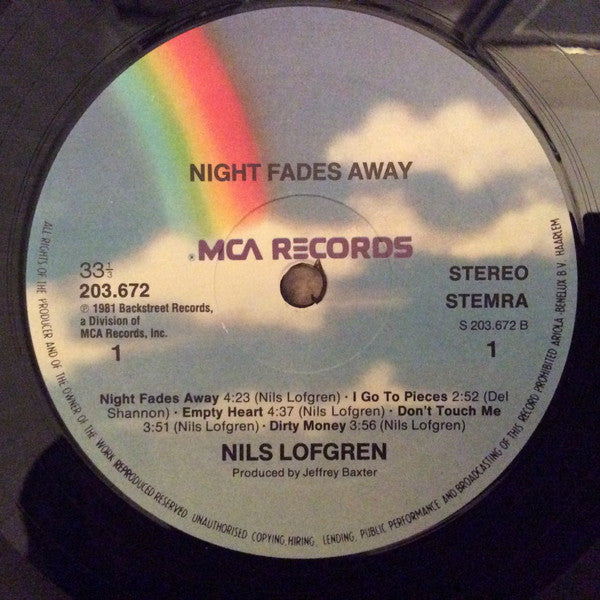 NIGHT FADES AWAY
® MCA RECORDS
33⅓
203.672
℗ 1981 Backstreet Records,
a Division of
MCA Records, Inc.
1
STEREO
STEMRA
S 203.672 B
1
Night Fades Away 4:23 (Nils Lofgren) · I Go To Pieces 2:52 (Del
Shannon) · Empty Heart 4:37 (Nils Lofgren) · Don't Touch Me
3:51 (Nils Lofgren) · Dirty Money 3:56 (Nils Lofgren)
NILS LOFGREN
Produced by Jeffrey Baxter
ALL RIGHTS OF THE PRODUCER AND OF THE OWNER OF THE WORK REPRODUCED RESERVED UNAUTHORISED COPYING, HIRING, LENDING, PUBLIC PERFORMANCE AND BROADCASTING OF THIS RECORD PROHIBITED ARIOLA-BENELUX B.V. HAARLEM